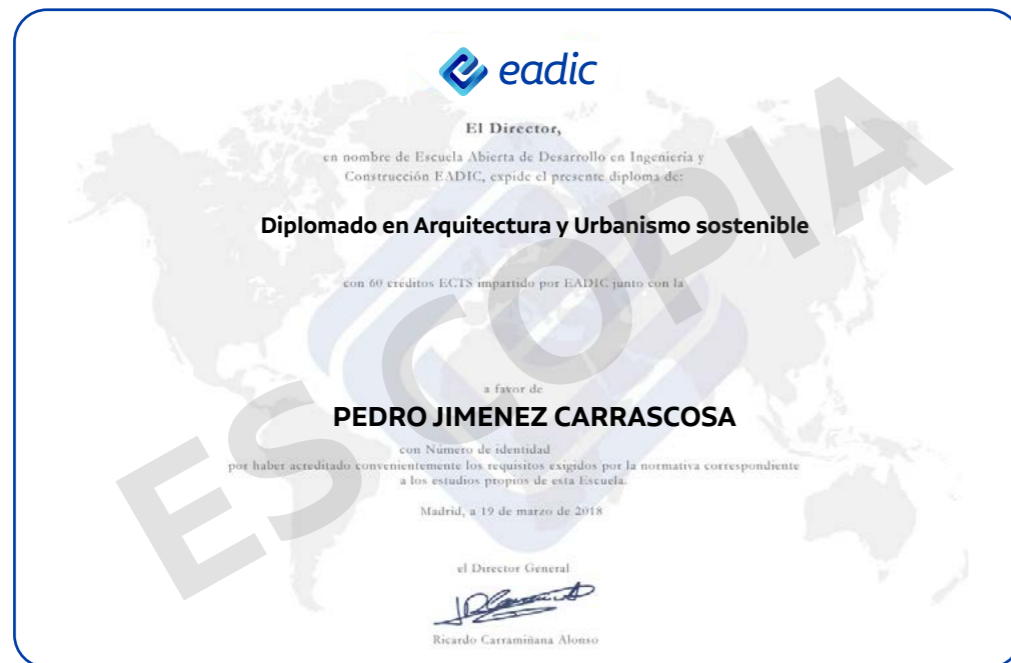 eadic
El Director,
en nombre de Escuela Abierta de Desarrollo en Ingeniería y
Construcción EADIC, expide el presente diploma de:
Diplomado en Arquitectura y Urbanismo sostenible
con 60 créditos ECTS impartido por EADIC junto con la
a favor de
PEDRO JIMENEZ CARRASCOSA
con Número de identidad
por haber acreditado convenientemente los requisitos exigidos por la normativa correspondiente
a los estudios propios de esta Escuela.
Madrid, a 19 de marzo de 2018
el Director General
Ricardo Carramiñana Alonso
ES COPIA